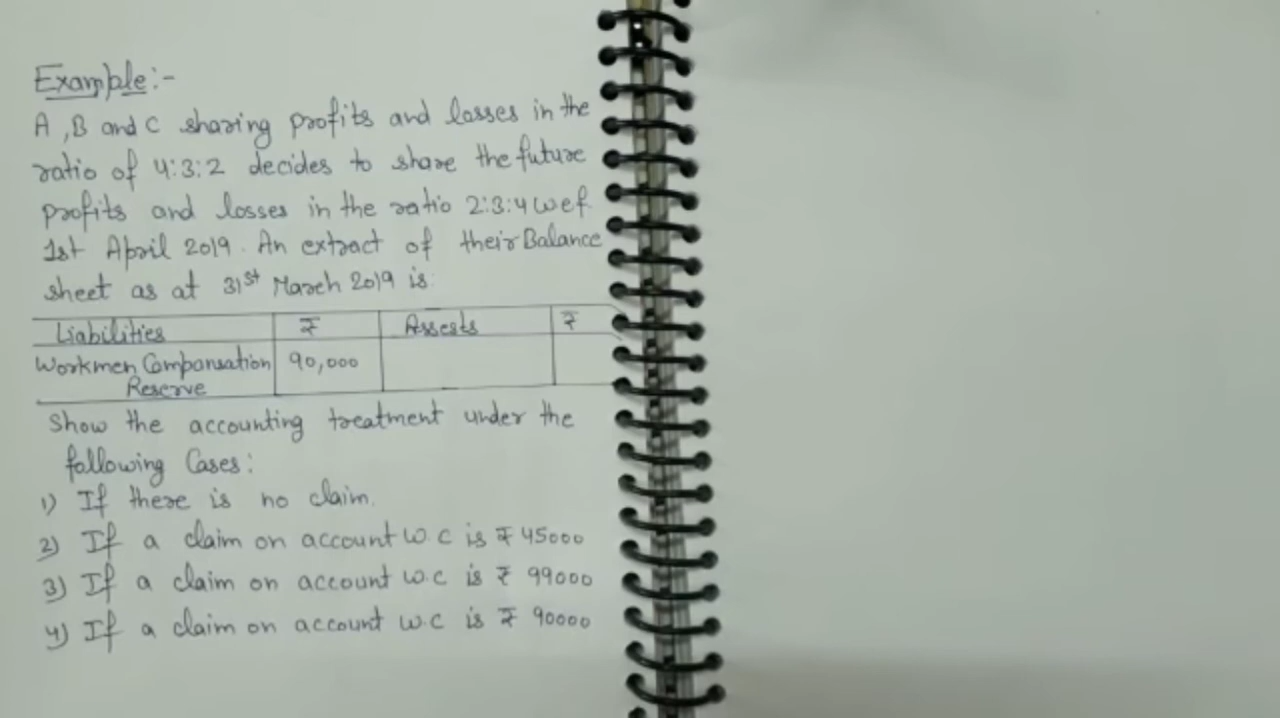 Example:-
A, B and C sharing profits and losses in the
ratio of 4:3:2 decides to share the future
profits and losses in the ratio 2:3:4 wef
1st April 2019. An extract of their Balance
sheet as at 31st March 2019 is:
Liabilities ₹ Assests ₹
Workmen Compansation 90,000
Reserve
Show the accounting treatment under the
following Cases:
1) If there is no claim.
2) If a claim on account w.c is ₹ 45000
3) If a claim on account w.c is ₹ 99000
4) If a claim on account w.c is ₹ 90000